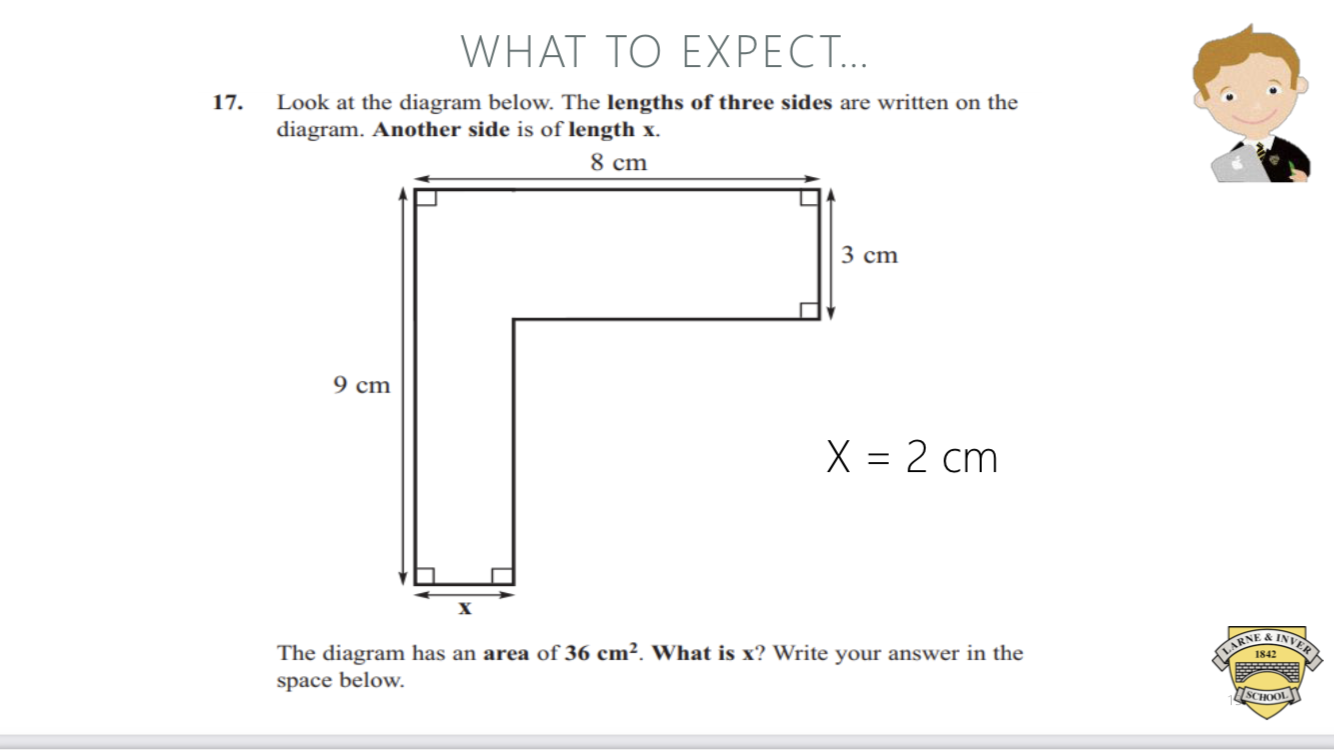 WHAT TO EXPECT...
17. Look at the diagram below. The lengths of three sides are written on the
diagram. Another side is of length x.
8 cm
3 cm
9 cm
X = 2 cm
x
The diagram has an area of 36 cm². What is x? Write your answer in the
space below.
LARNE & INVER
1842
SCHOOL